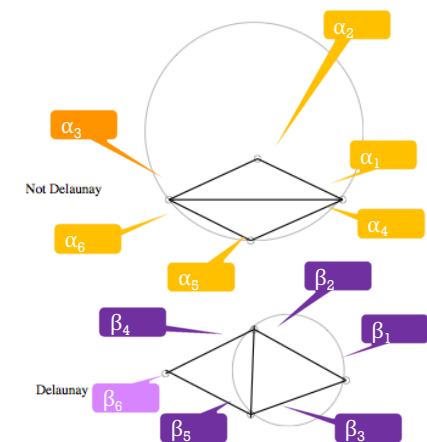 α₂
α₃
α₁
Not Delaunay
α₆
α₄
α₅
β₂
β₄
β₁
Delaunay
β₆
β₅
β₃